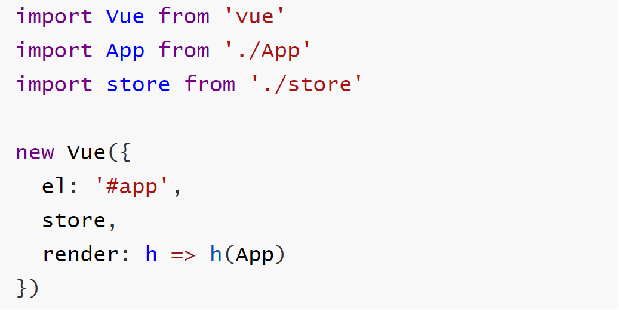 import Vue from 'vue'
import App from './App'
import store from './store'

new Vue({
  el: '#app',
  store,
  render: h => h(App)
})